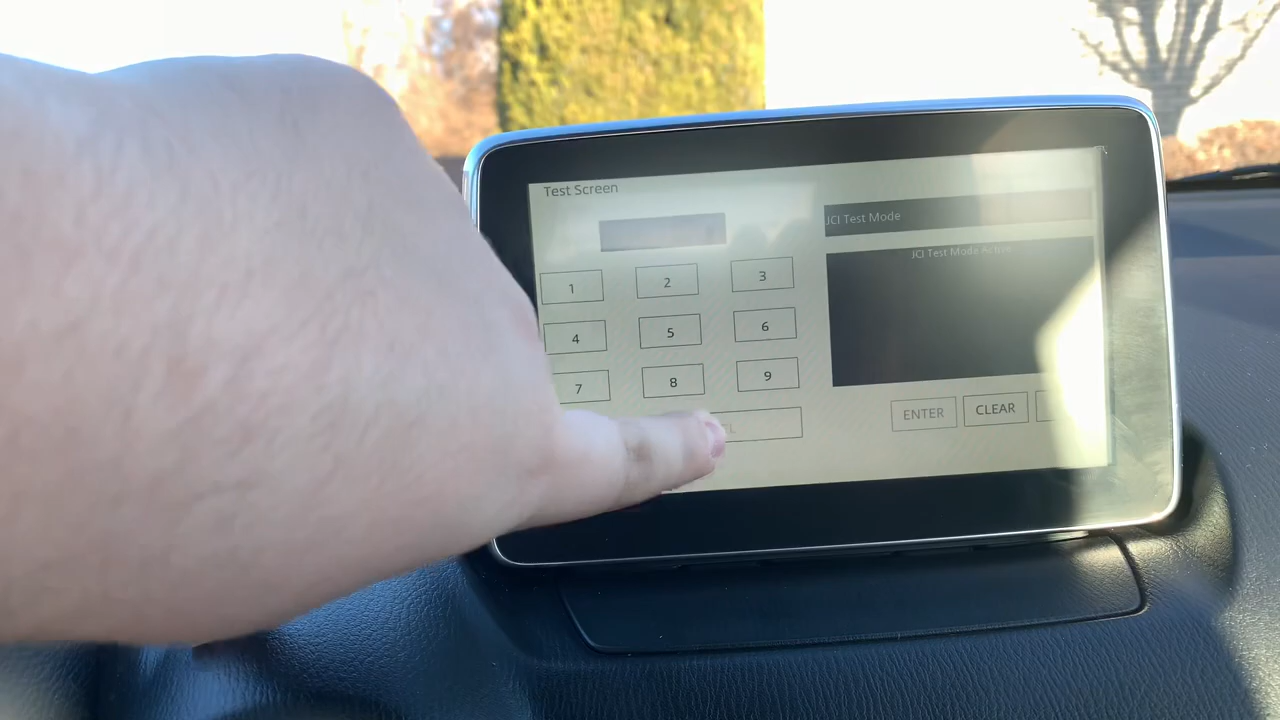 Test Screen
JCI Test Mode
JCI Test Mode Active
1 2 3
4 5 6
7 8 9
ENTER CLEAR